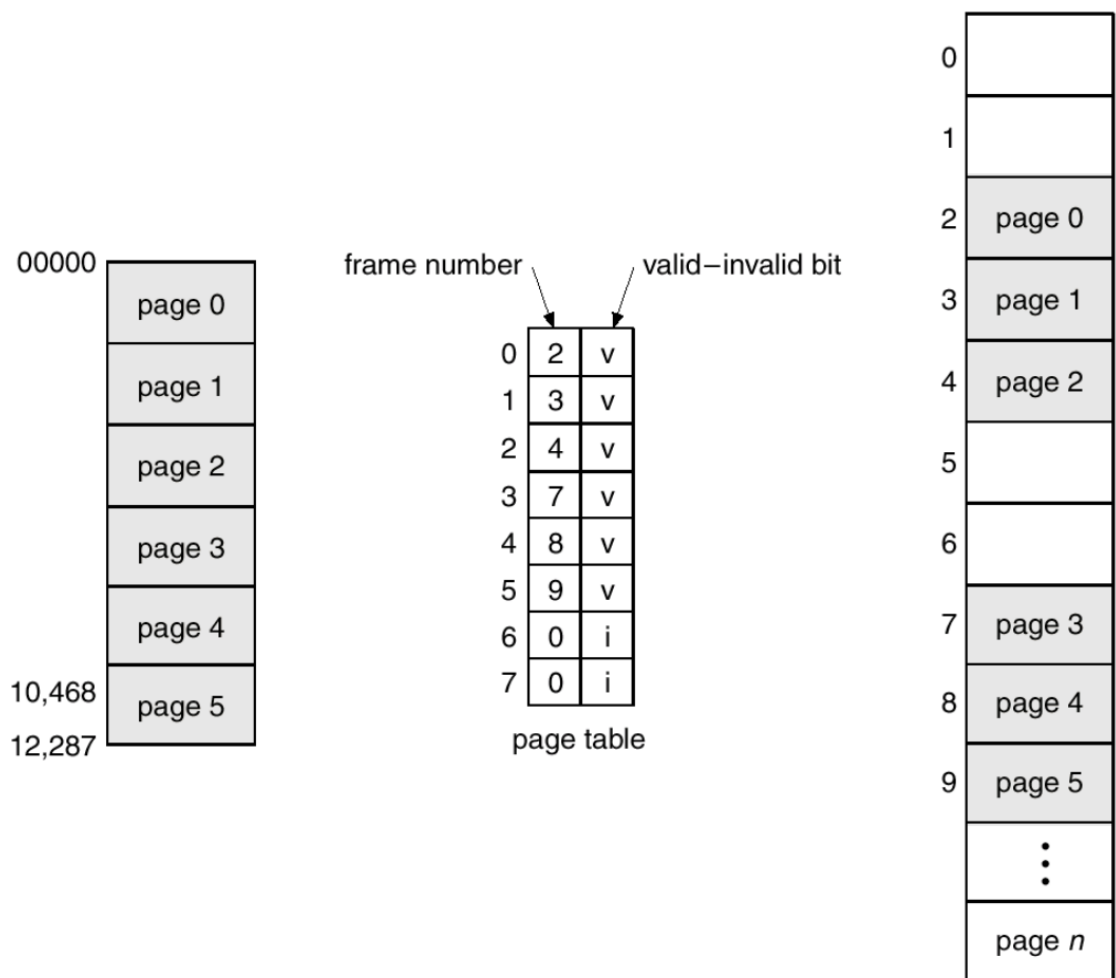 00000
page 0
page 1
page 2
page 3
page 4
10,468
page 5
12,287
frame number
valid–invalid bit
0 2 v
1 3 v
2 4 v
3 7 v
4 8 v
5 9 v
6 0 i
7 0 i
page table
0
1
2 page 0
3 page 1
4 page 2
5
6
7 page 3
8 page 4
9 page 5
page n